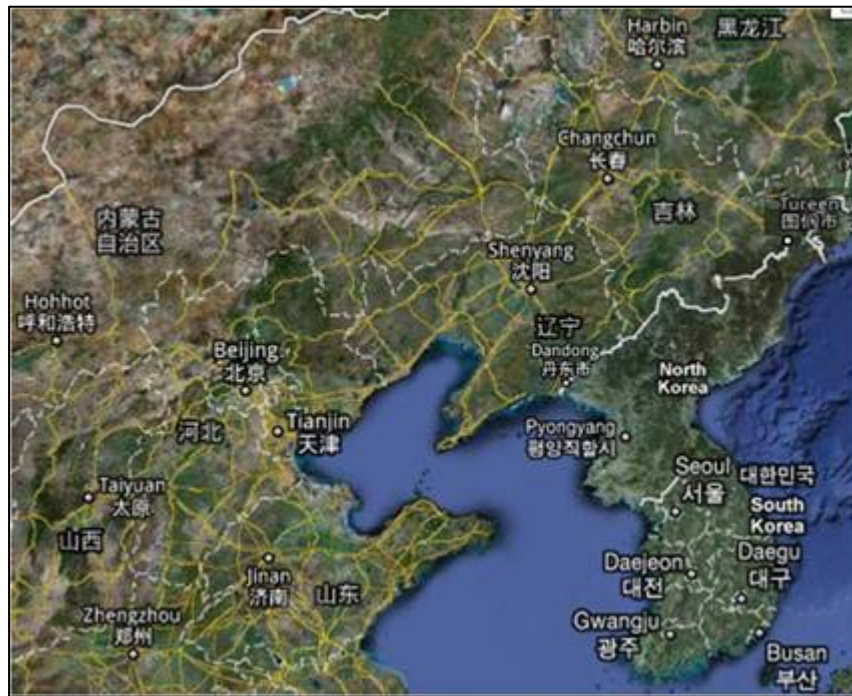 Harbin
哈尔滨
黑龙江
Changchun
长春
吉林
Tureen
图们市
内蒙古
自治区
Shenyang
沈阳
Hohhot
呼和浩特
辽宁
Dandong
丹东市
Beijing
北京
North
Korea
河北
Tianjin
天津
Pyongyang
평양직할시
Seoul
서울
대한민국
Taiyuan
太原
South
Korea
山西
Daejeon
대전
Daegu
대구
Jinan
济南
山东
Zhengzhou
郑州
Gwangju
광주
Busan
부산